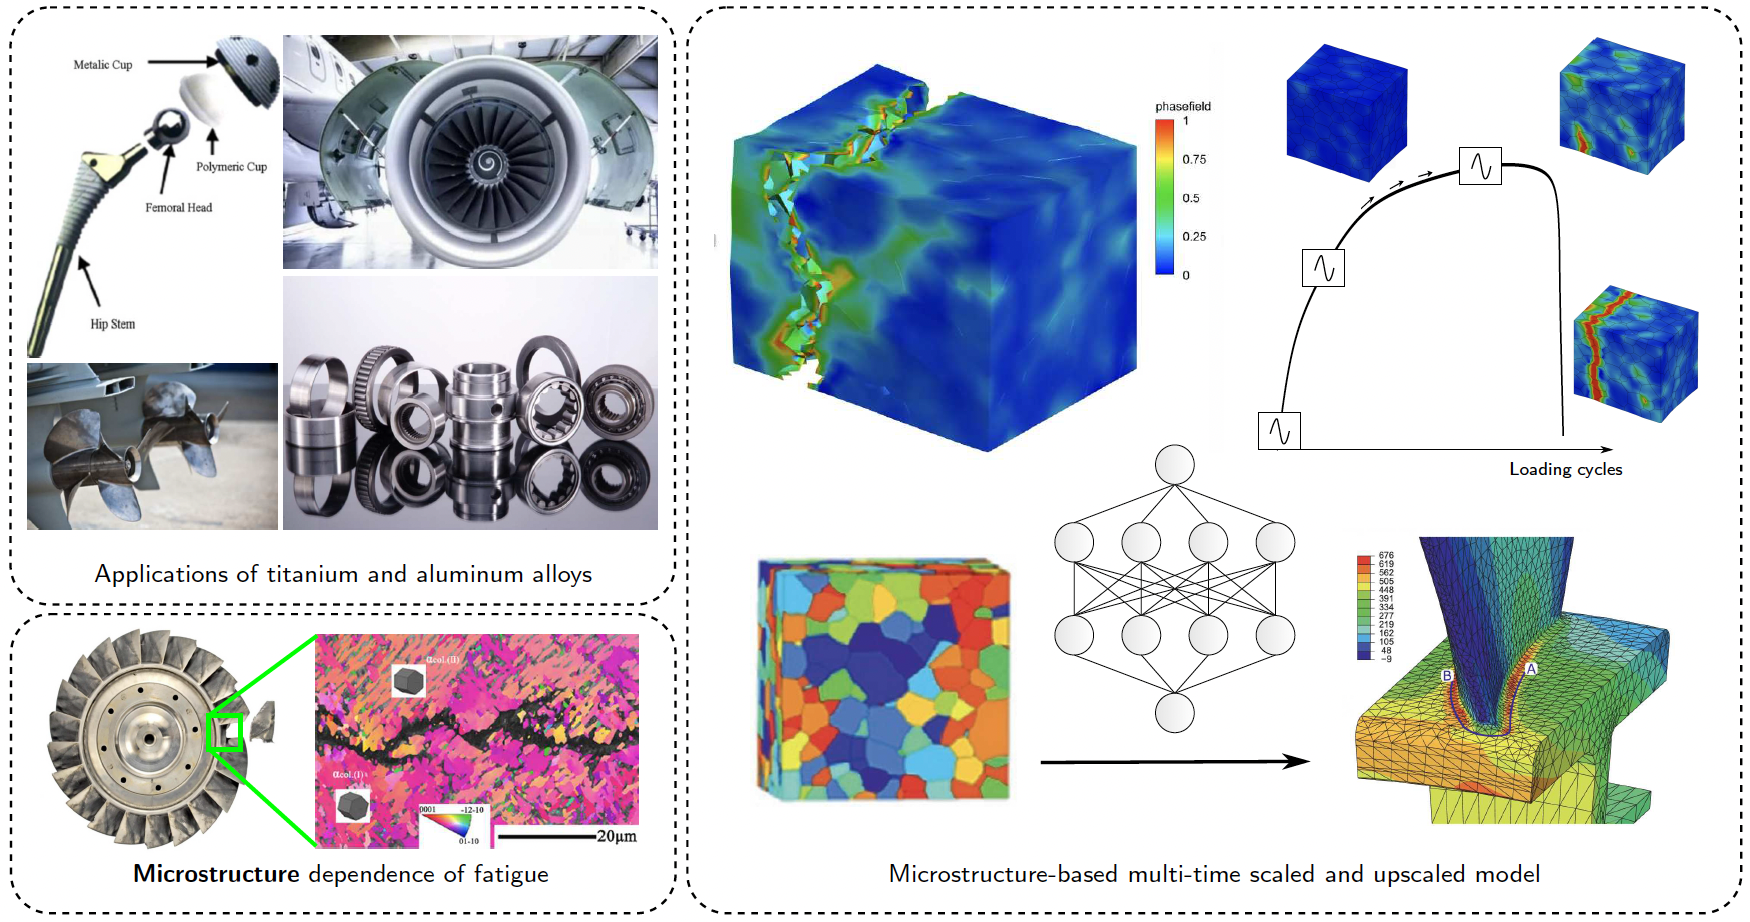 Metalic Cup
Polymeric Cup
Femoral Head
Hip Stem
Applications of titanium and aluminum alloys
αcol.(II)
αcol.(I)
0001
-12-10
01-10
20μm
Microstructure dependence of fatigue
phasefield
1
0.75
0.5
0.25
0
Loading cycles
676
619
562
505
448
391
334
277
219
162
105
48
-9
B
A
Microstructure-based multi-time scaled and upscaled model